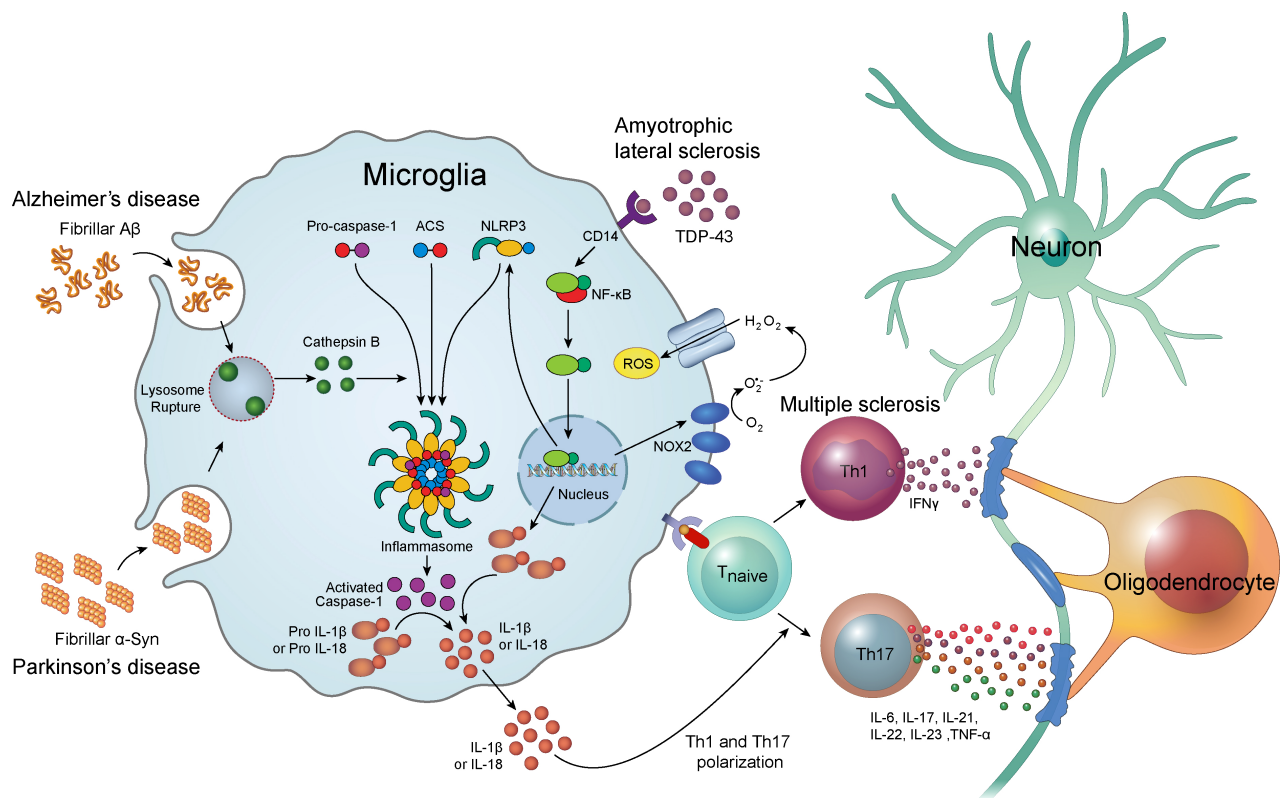 Amyotrophic
lateral sclerosis
TDP-43
Microglia
Alzheimer's disease
Fibrillar Aβ
Pro-caspase-1
ACS
NLRP3
CD14
NF-κB
Neuron
H2O2
ROS
O2•-
O2
NOX2
Cathepsin B
Lysosome
Rupture
Multiple sclerosis
Th1
IFNγ
Nucleus
Inflammasome
Activated
Caspase-1
Tnaive
Oligodendrocyte
Fibrillar α-Syn
Parkinson's disease
Pro IL-1β
or Pro IL-18
IL-1β
or IL-18
Th17
IL-6, IL-17, IL-21,
IL-22, IL-23 ,TNF-α
IL-1β
or IL-18
Th1 and Th17
polarization